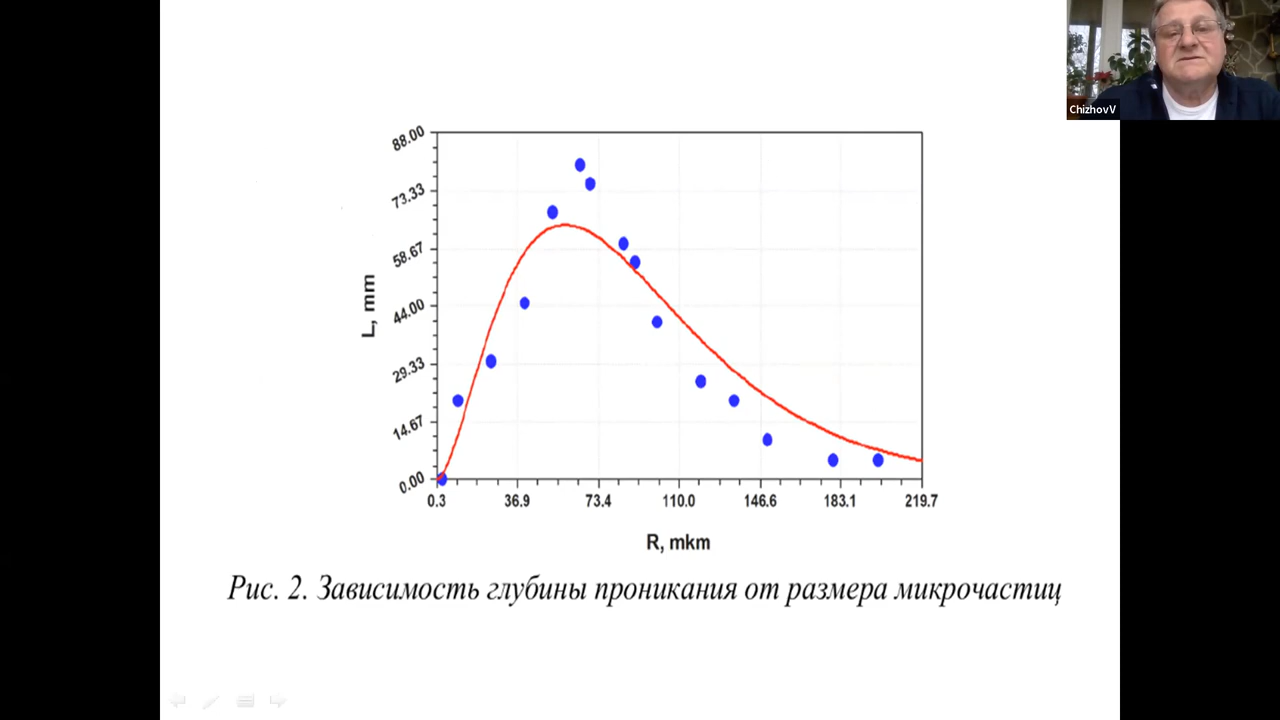 ChizhovV
88.00
73.33
58.67
44.00
29.33
14.67
0.00
L, mm
0.3 36.9 73.4 110.0 146.6 183.1 219.7
R, mkm
Рис. 2. Зависимость глубины проникания от размера микрочастиц